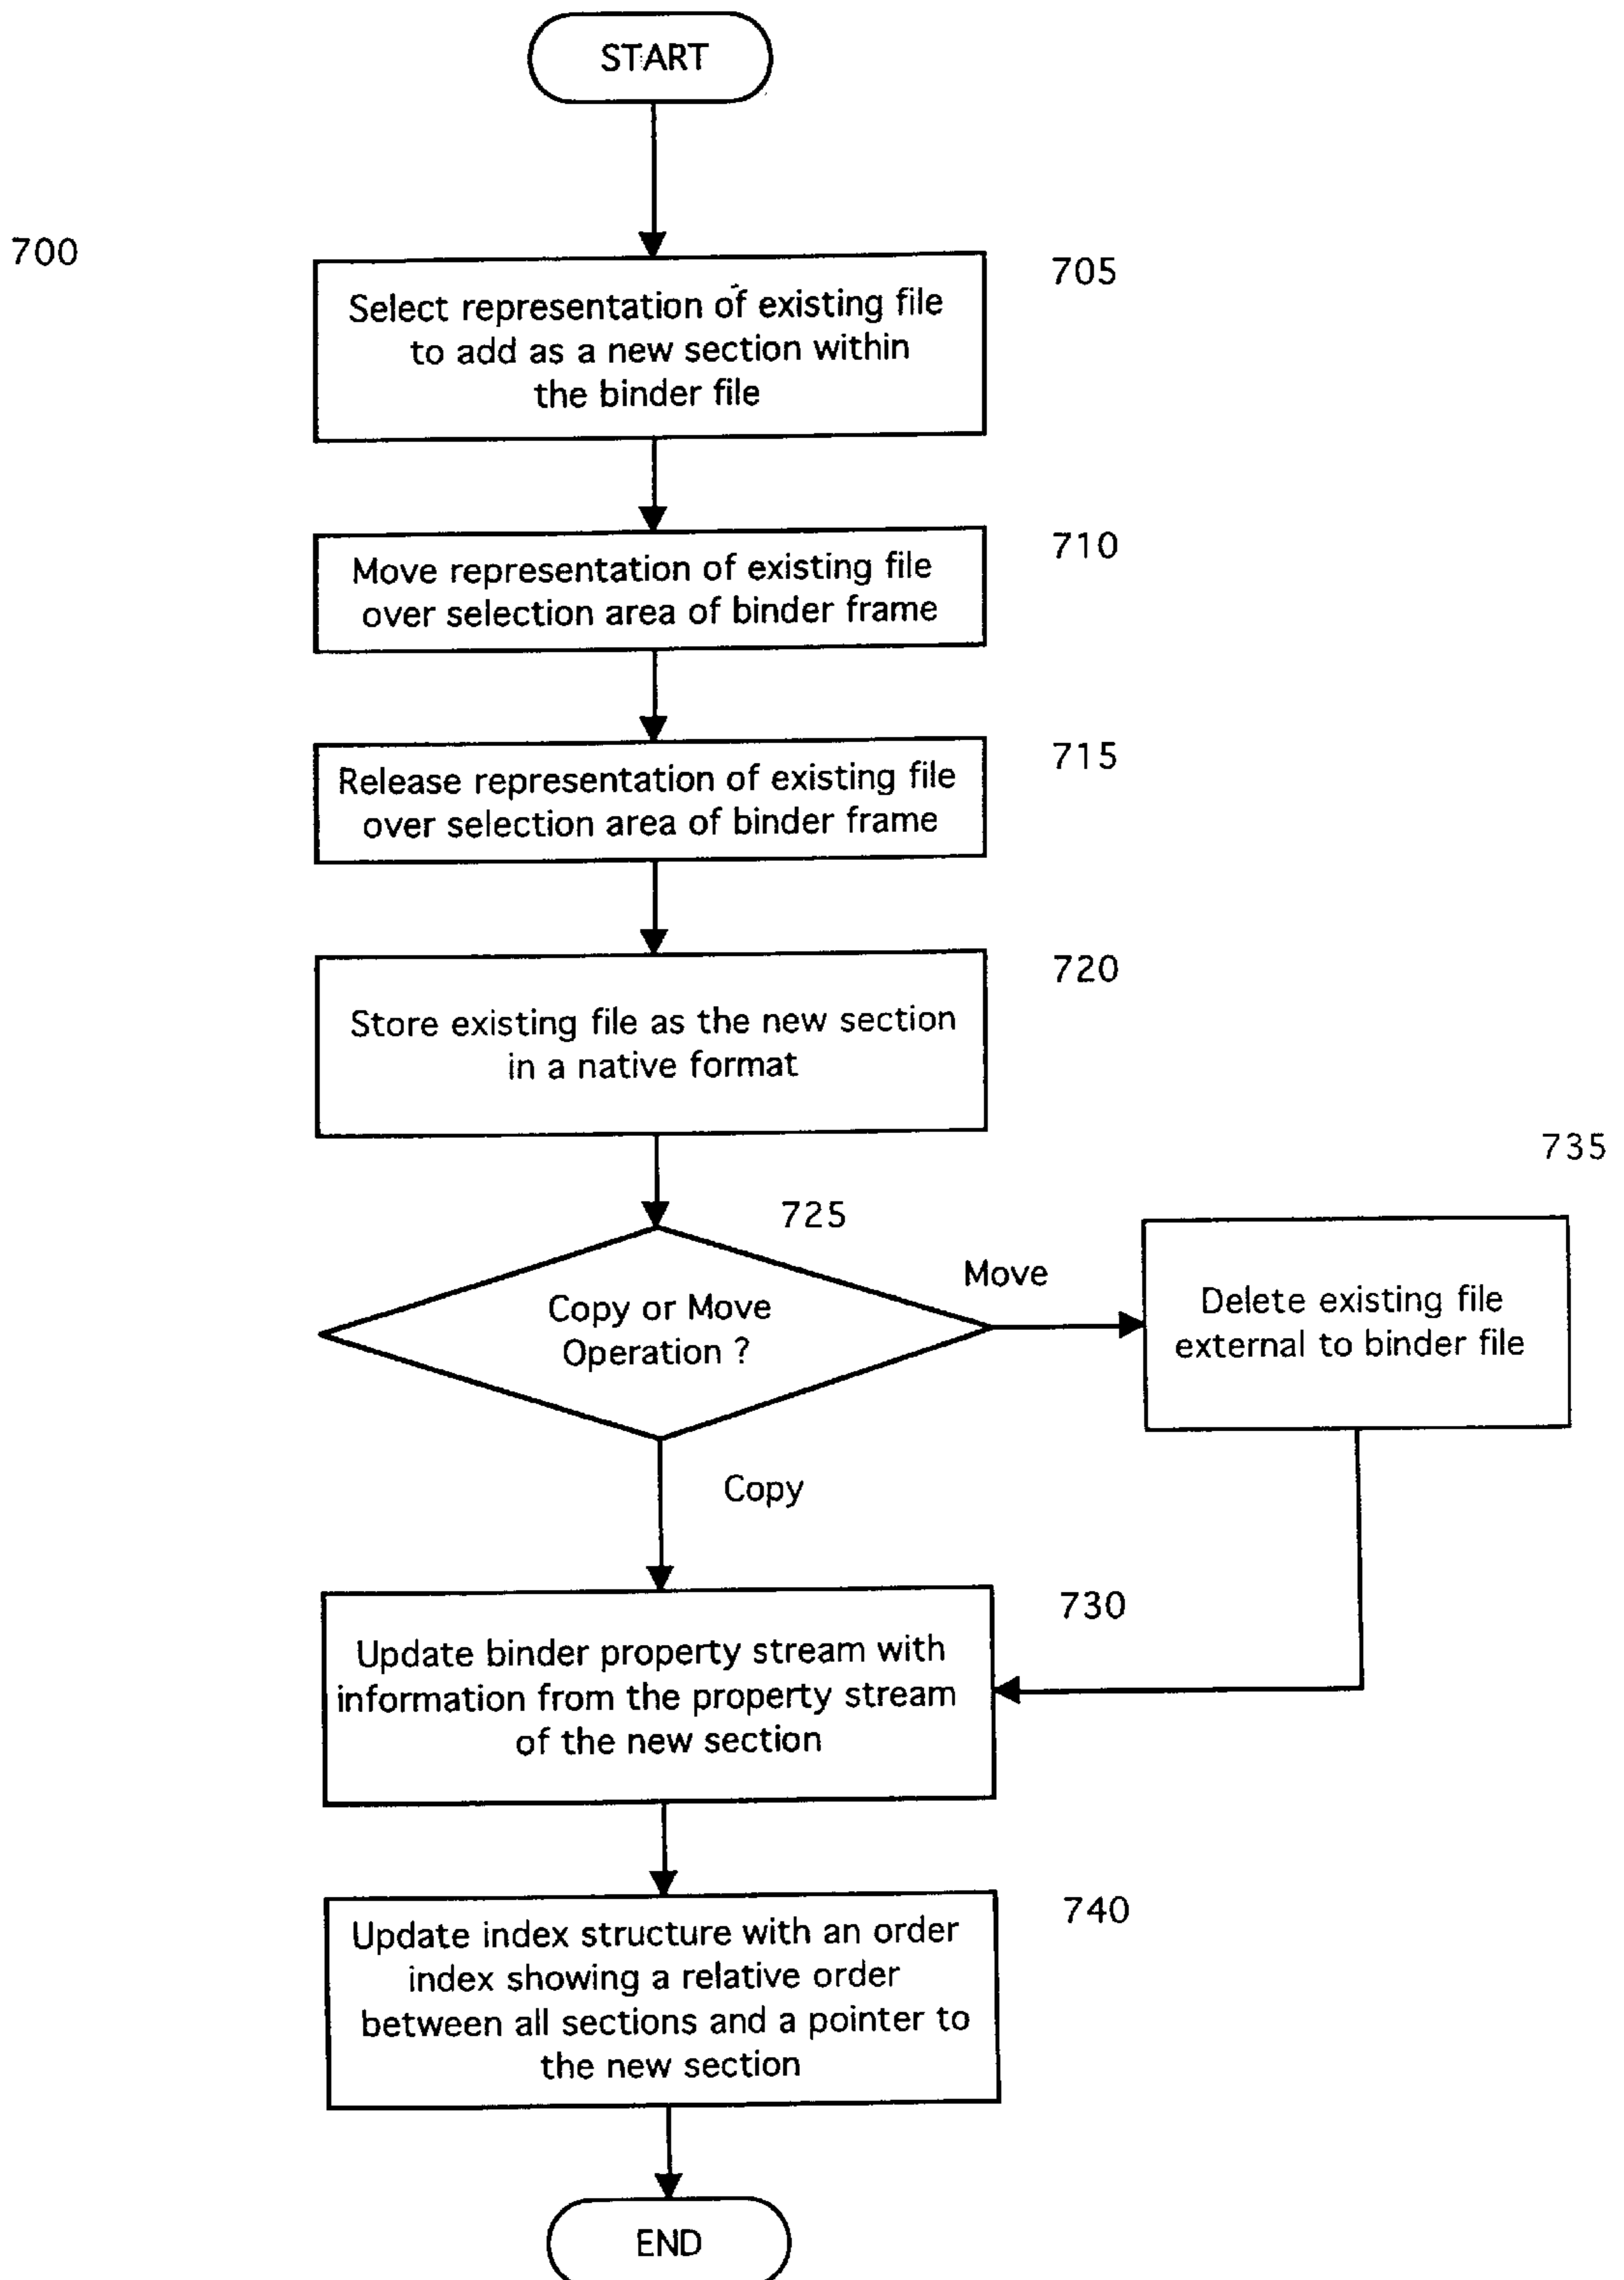 START
700
705
Select representation of existing file
to add as a new section within
the binder file
710
Move representation of existing file
over selection area of binder frame
715
Release representation of existing file
over selection area of binder frame
720
Store existing file as the new section
in a native format
735
725
Move
Copy or Move
Operation ?
Delete existing file
external to binder file
Copy
730
Update binder property stream with
information from the property stream
of the new section
740
Update index structure with an order
index showing a relative order
between all sections and a pointer to
the new section
END